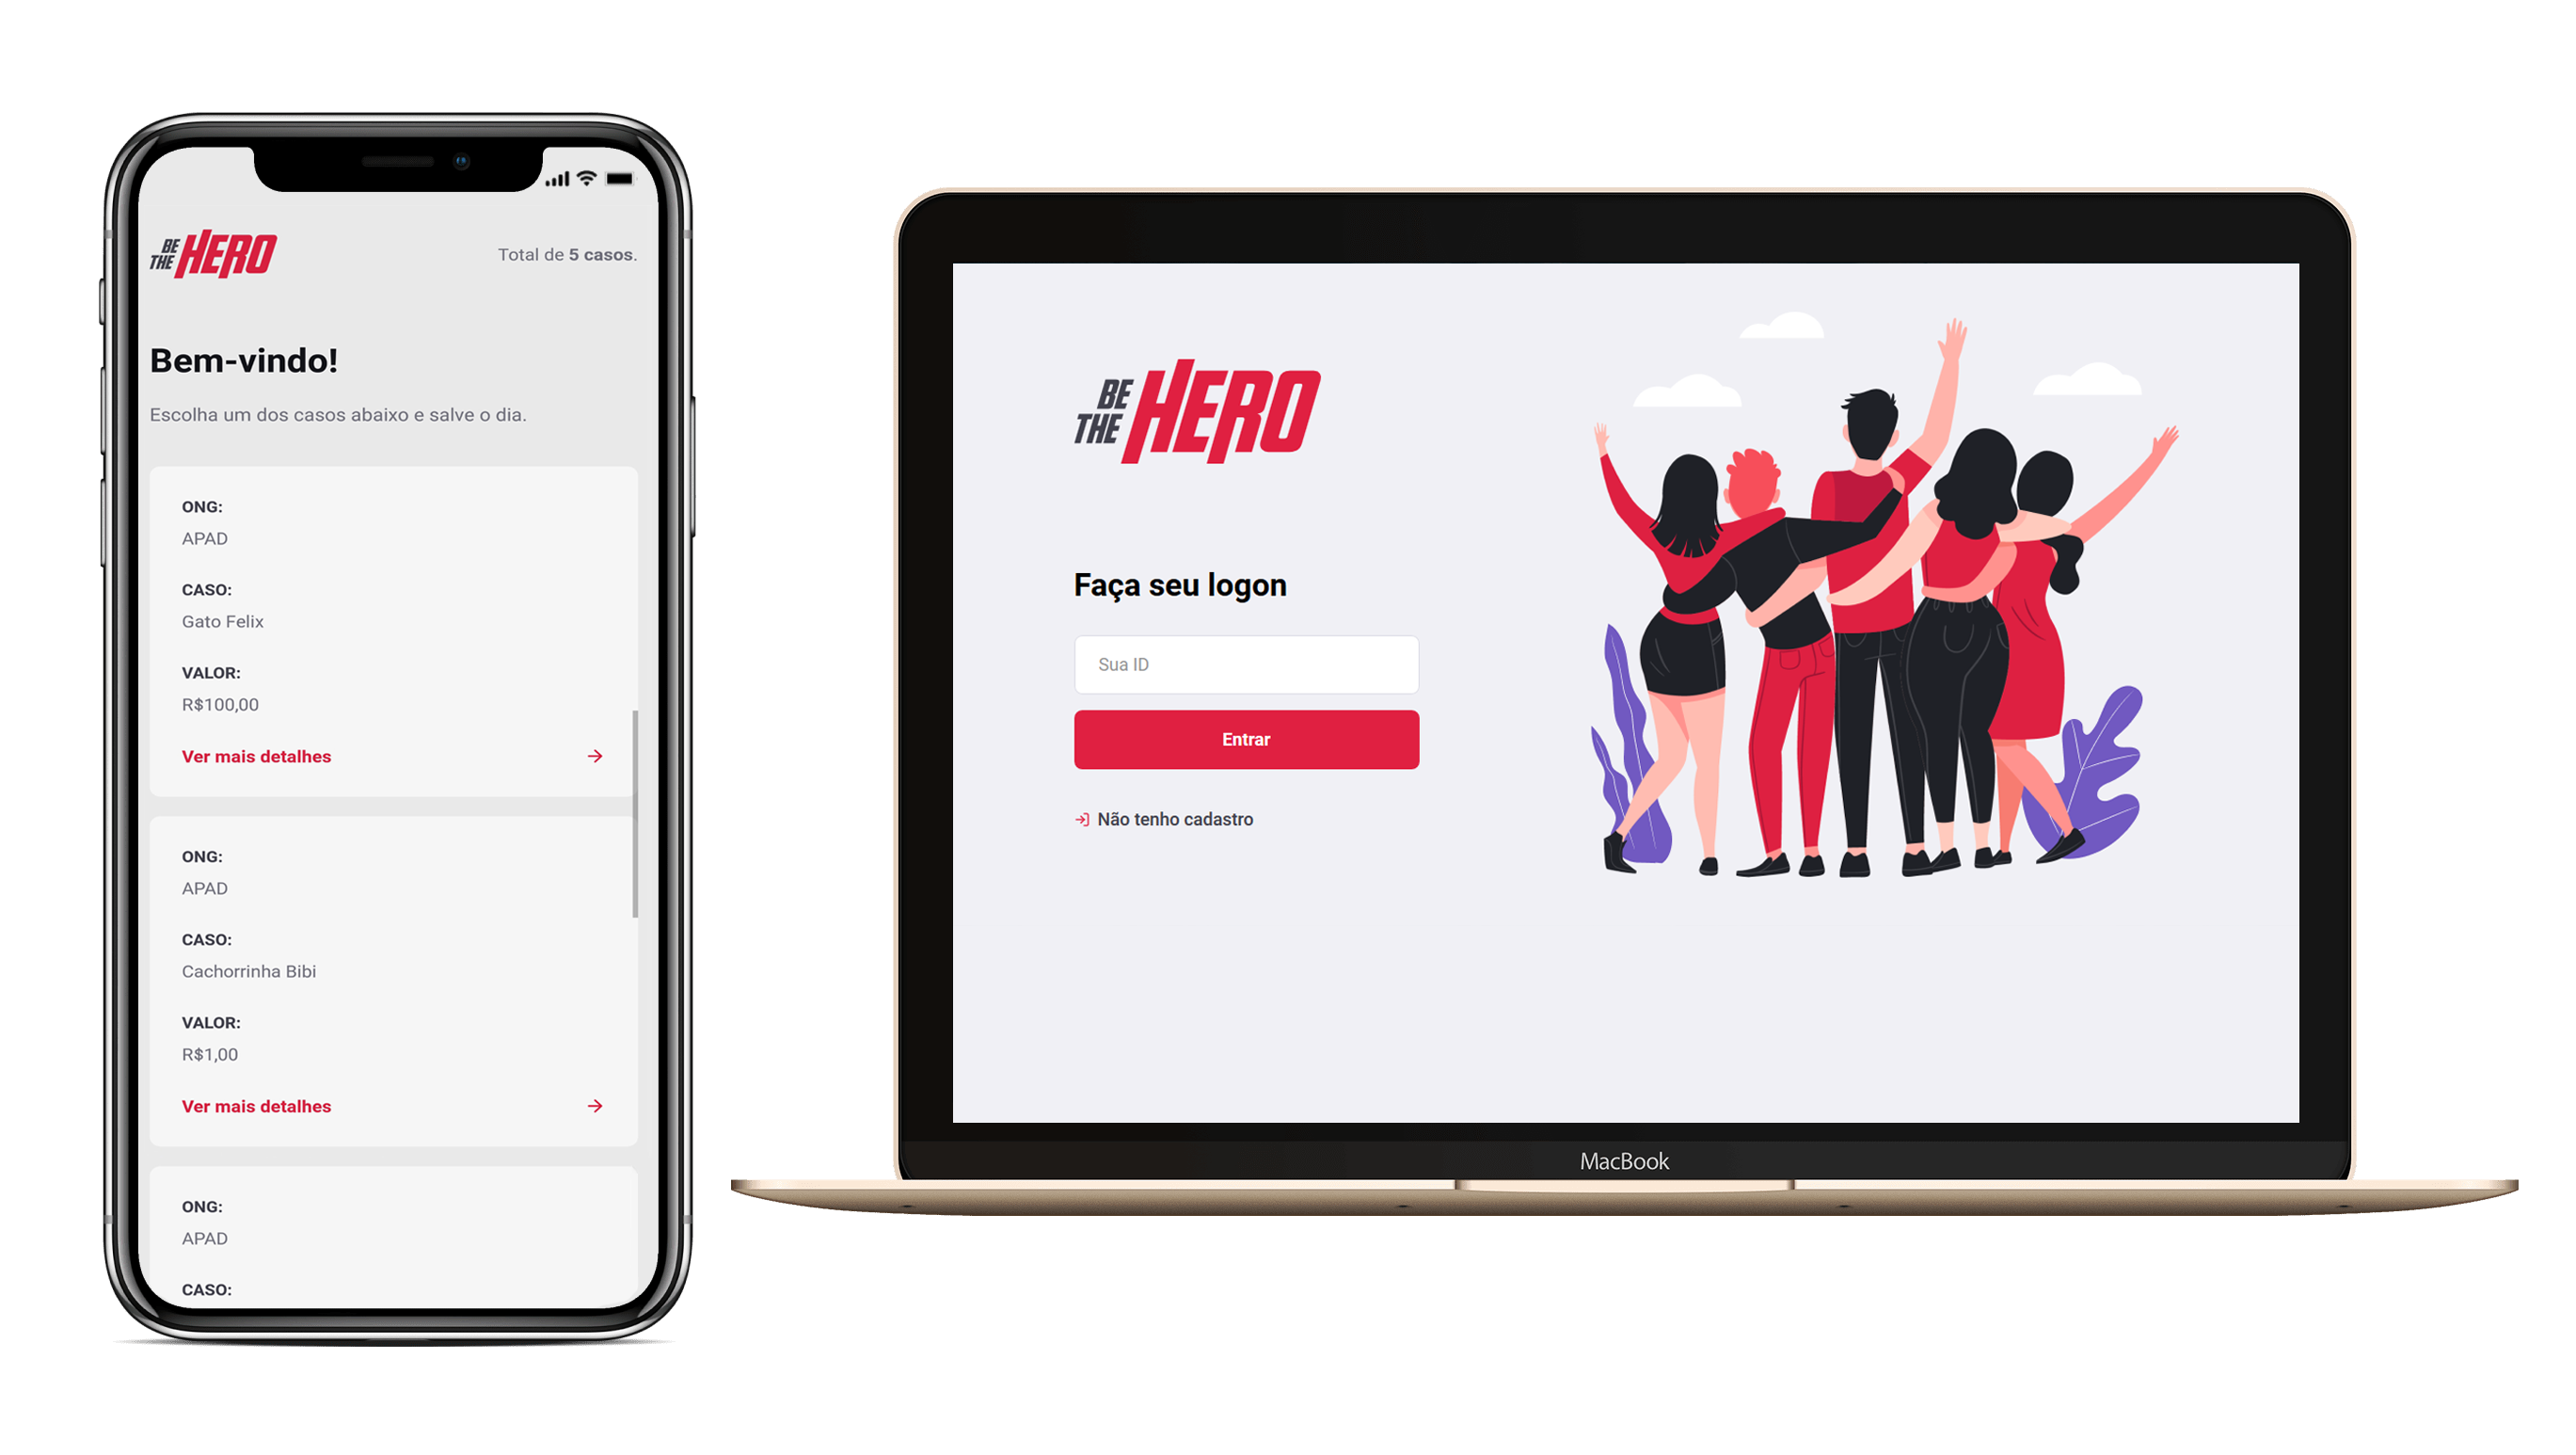 BE THE HERO
Total de 5 casos.
Bem-vindo!
Escolha um dos casos abaixo e salve o dia.
ONG:
APAD
CASO:
Gato Felix
VALOR:
R$100,00
Ver mais detalhes
ONG:
APAD
CASO:
Cachorrinha Bibi
VALOR:
R$1,00
Ver mais detalhes
ONG:
APAD
CASO:
BE THE HERO
Faça seu logon
Sua ID
Entrar
Não tenho cadastro
MacBook